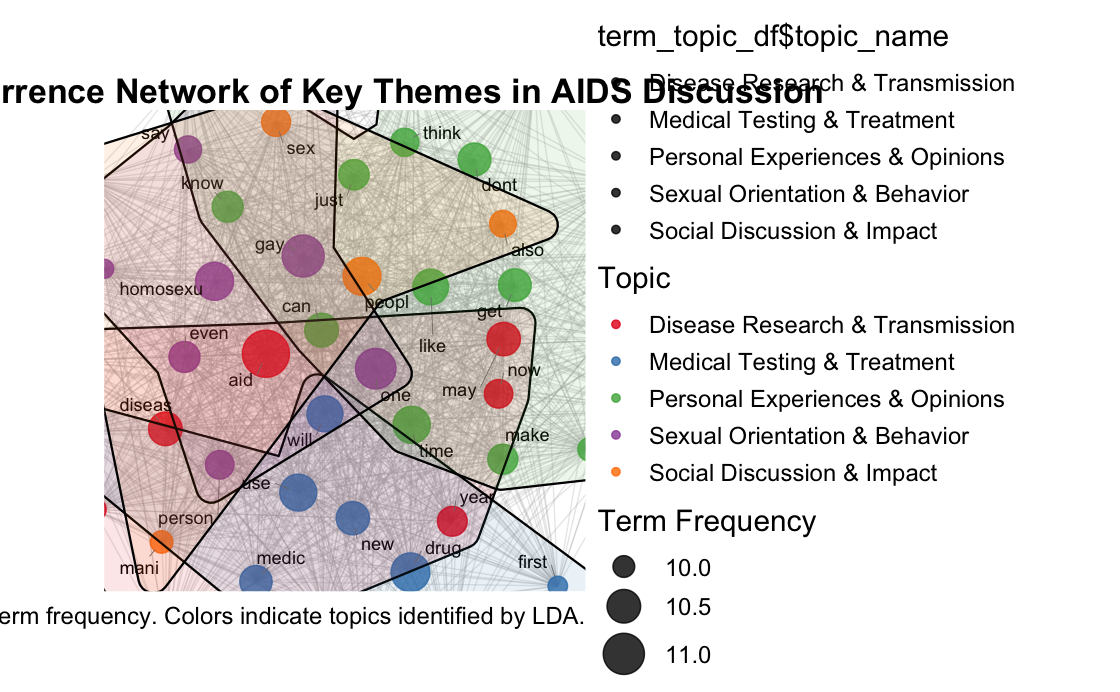 term_topic_df$topic_name
rrence Network of Key Themes in AIDS Discussion
Disease Research & Transmission
Medical Testing & Treatment
Personal Experiences & Opinions
Sexual Orientation & Behavior
Social Discussion & Impact
Topic
Disease Research & Transmission
Medical Testing & Treatment
Personal Experiences & Opinions
Sexual Orientation & Behavior
Social Discussion & Impact
Term Frequency
10.0
10.5
11.0
say
think
sex
know
dont
just
gay
also
homosexu
can
peopl
get
even
like
aid
now
may
one
diseas
will
make
time
use
year
person
new
drug
medic
first
mani
erm frequency. Colors indicate topics identified by LDA.